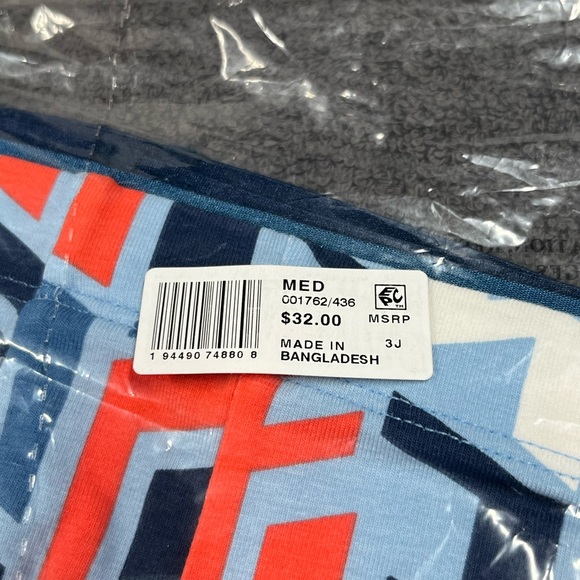 MED
001762/436
$32.00 MSRP
MADE IN 3J
BANGLADESH
1 94490 74880 8